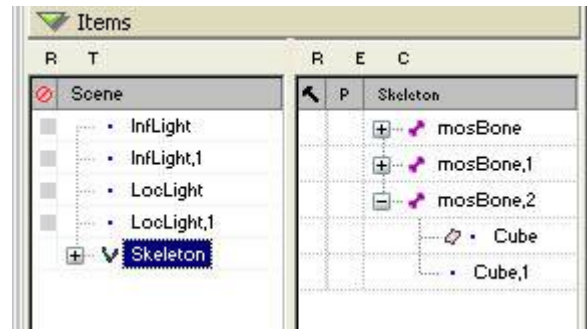 Items
R T
R E C
Scene
P Skeleton
InfLight
InfLight,1
LocLight
LocLight,1
Skeleton
mosBone
mosBone,1
mosBone,2
Cube
Cube,1